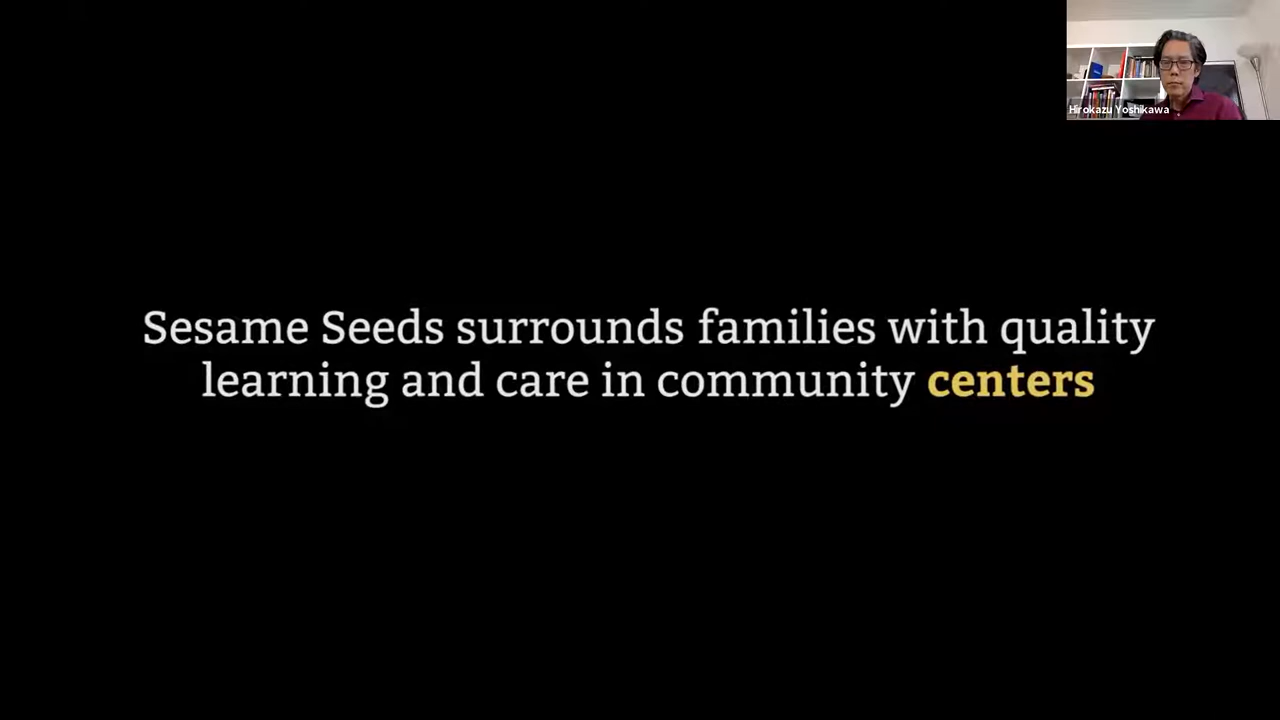 Hirokazu Yoshikawa
Sesame Seeds surrounds families with quality
learning and care in community centers